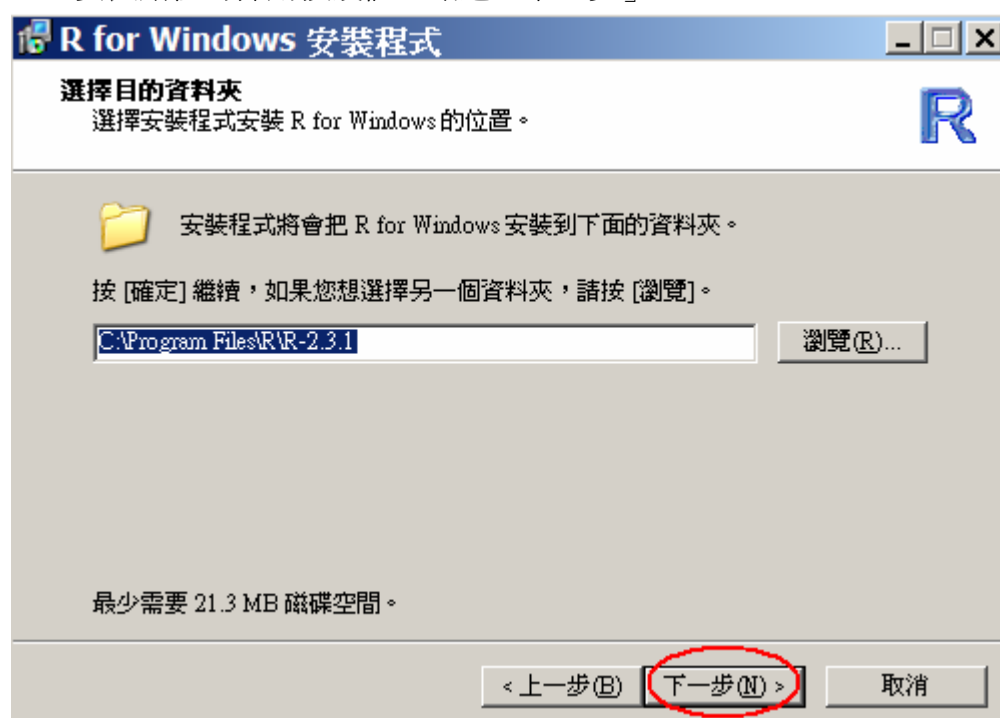 R for Windows 安裝程式
選擇目的資料夾
選擇安裝程式安裝 R for Windows 的位置。
R
安裝程式將會把 R for Windows 安裝到下面的資料夾。
按 [確定] 繼續，如果您想選擇另一個資料夾，請按 [瀏覽]。
C:\Program Files\R\R-2.3.1
瀏覽(R)...
最少需要 21.3 MB 磁碟空間。
<上一步(B)
下一步(N) >
取消